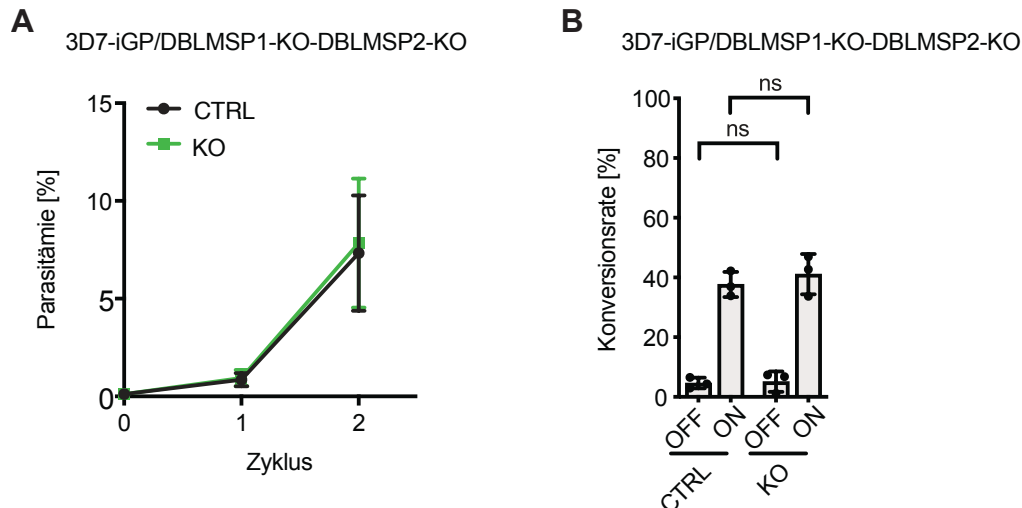 A
3D7-iGP/DBLMSP1-KO-DBLMSP2-KO
15
10
5
0
Parasitämie [%]
CTRL
KO
0
1
2
Zyklus
B
3D7-iGP/DBLMSP1-KO-DBLMSP2-KO
100
80
60
40
20
0
Konversionsrate [%]
ns
ns
OFF
ON
OFF
ON
CTRL
KO